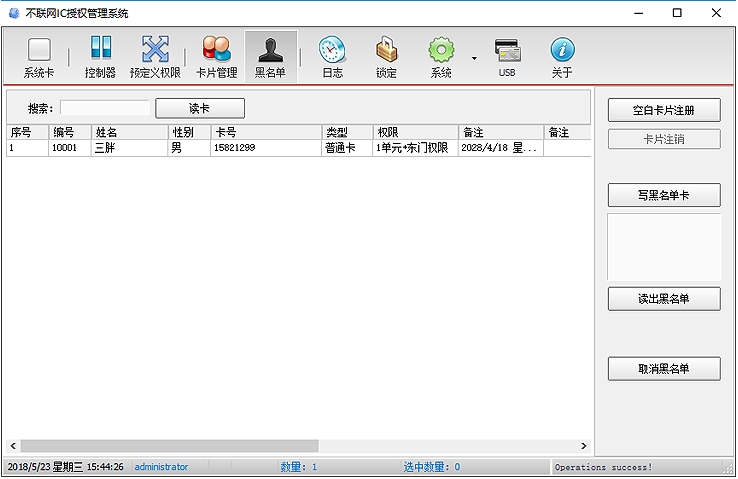 不联网IC授权管理系统
系统卡 控制器 预定义权限 卡片管理 黑名单 日志 锁定 系统 USB 关于
搜索: 读卡
序号 编号 姓名 性别 卡号 类型 权限 备注 备注
1 10001 三胖 男 15821299 普通卡 1单元+东门权限 2028/4/18 星...
空白卡片注册
卡片注销
写黑名单卡
读出黑名单
取消黑名单
2018/5/23 星期三 15:44:26 administrator 数量: 1 选中数量: 0 Operations success!